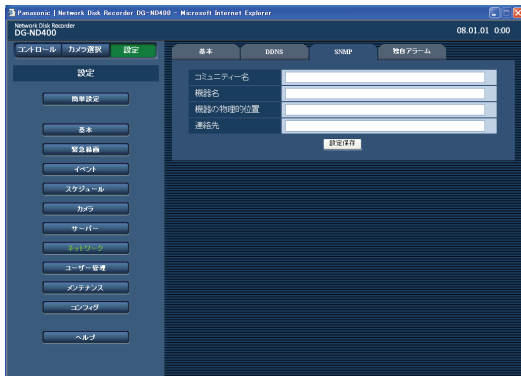 Panasonic | Network Disk Recorder DG-ND400 - Microsoft Internet Explorer
Network Disk Recorder
DG-ND400
08.01.01 0:00
コントロール カメラ選択 設定
基本 DDNS SNMP 独自アラーム
設定
簡単設定
基本
緊急録画
イベント
スケジュール
カメラ
サーバー
ネットワーク
ユーザー管理
メンテナンス
コンフィグ
ヘルプ
コミュニティー名
機器名
機器の物理的位置
連絡先
設定保存